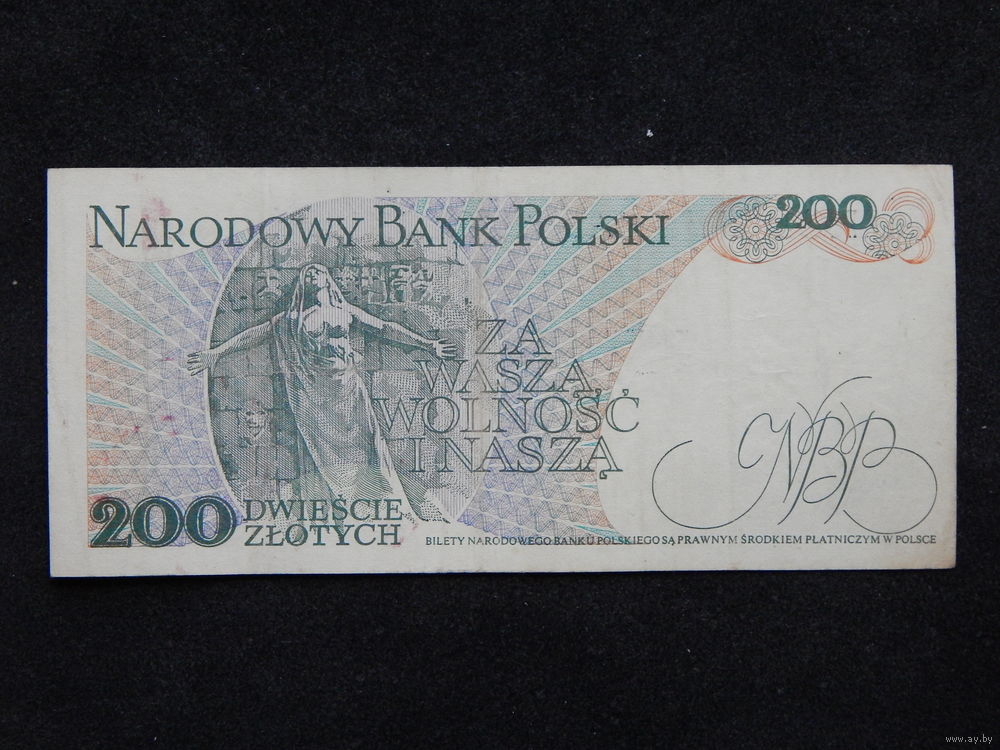 NARODOWY BANK POLSKI
200
ZA
WASZĄ
WOLNOŚĆ
I NASZĄ
NBP
200
DWIEŚCIE
ZŁOTYCH
BILETY NARODOWEGO BANKU POLSKIEGO SĄ PRAWNYM ŚRODKIEM PŁATNICZYM W POLSCE
www.ay.by